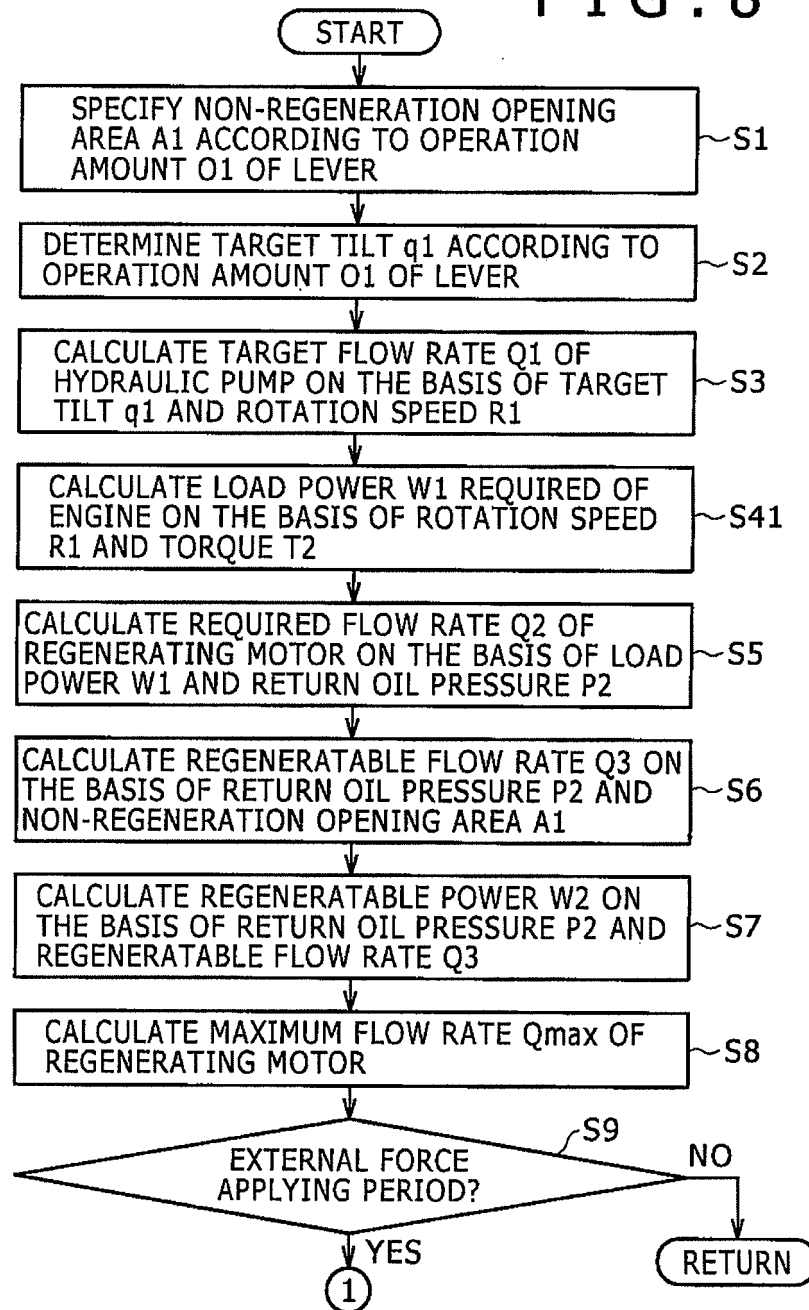 FIG. 8
START
SPECIFY NON-REGENERATION OPENING
AREA A1 ACCORDING TO OPERATION
AMOUNT O1 OF LEVER
S1
DETERMINE TARGET TILT q1 ACCORDING TO
OPERATION AMOUNT O1 OF LEVER
S2
CALCULATE TARGET FLOW RATE Q1 OF
HYDRAULIC PUMP ON THE BASIS OF TARGET
TILT q1 AND ROTATION SPEED R1
S3
CALCULATE LOAD POWER W1 REQUIRED OF
ENGINE ON THE BASIS OF ROTATION SPEED
R1 AND TORQUE T2
S41
CALCULATE REQUIRED FLOW RATE Q2 OF
REGENERATING MOTOR ON THE BASIS OF LOAD
POWER W1 AND RETURN OIL PRESSURE P2
S5
CALCULATE REGENERATABLE FLOW RATE Q3 ON
THE BASIS OF RETURN OIL PRESSURE P2 AND
NON-REGENERATION OPENING AREA A1
S6
CALCULATE REGENERATABLE POWER W2 ON
THE BASIS OF RETURN OIL PRESSURE P2 AND
REGENERATABLE FLOW RATE Q3
S7
CALCULATE MAXIMUM FLOW RATE Qmax OF
REGENERATING MOTOR
S8
S9
EXTERNAL FORCE
APPLYING PERIOD?
NO
YES
RETURN
1